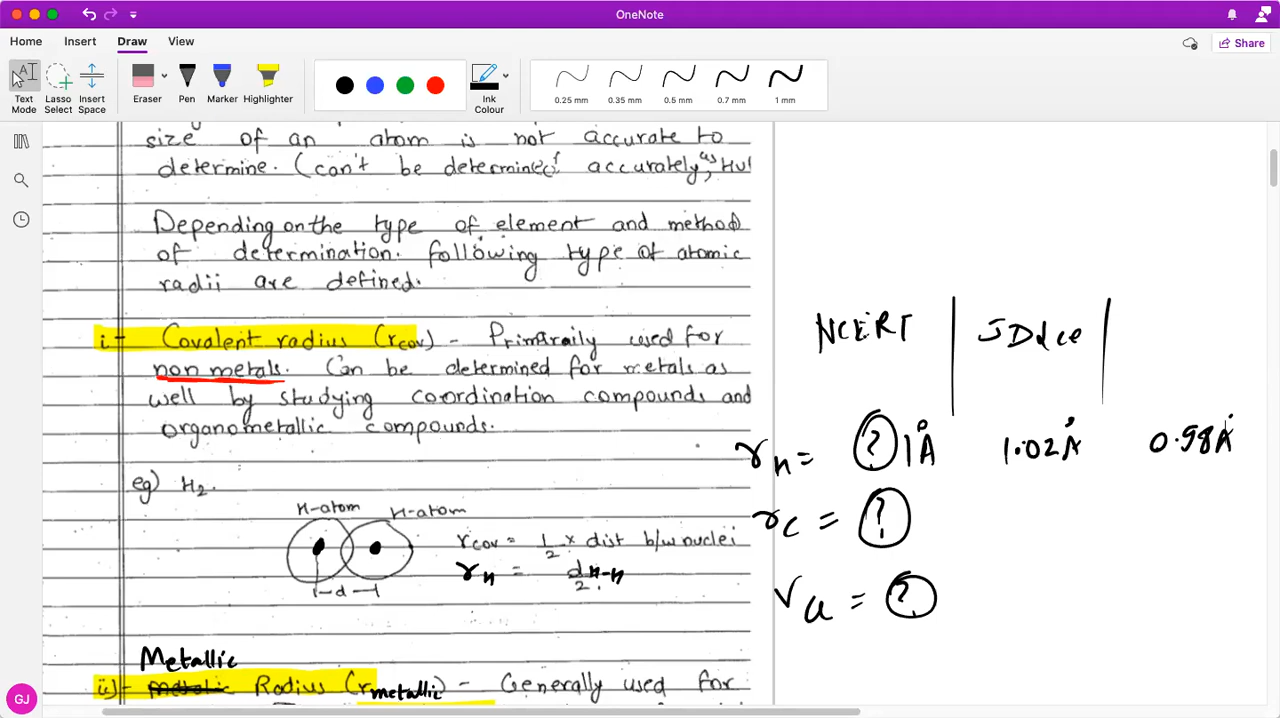 OneNote
Home Insert Draw View
Share
Text Mode
Lasso Select
Insert Space
Eraser
Pen
Marker
Highlighter
Ink Colour
0.25 mm 0.35 mm 0.5 mm 0.7 mm 1 mm
size of an atom is not accurate to
determine. (can't be determined accurately, as
Depending on the type of element and method
of determination. following type of atomic
radii are defined.
i:- Covalent radius (rcov) - Primarily used for
non metals. Can be determined for metals as
well by studying coordination compounds and
organometallic compounds.
eg) H2.
H-atom H-atom
rcov = 1/2 × dist b/w nuclei
rH = dH-H/2
d
Metallic
ii)- Radius (rmetallic) - Generally used for
NCERT JD Lee
rH = ? 1Å 1.02Å 0.98Å
rC = ?
?
GJ